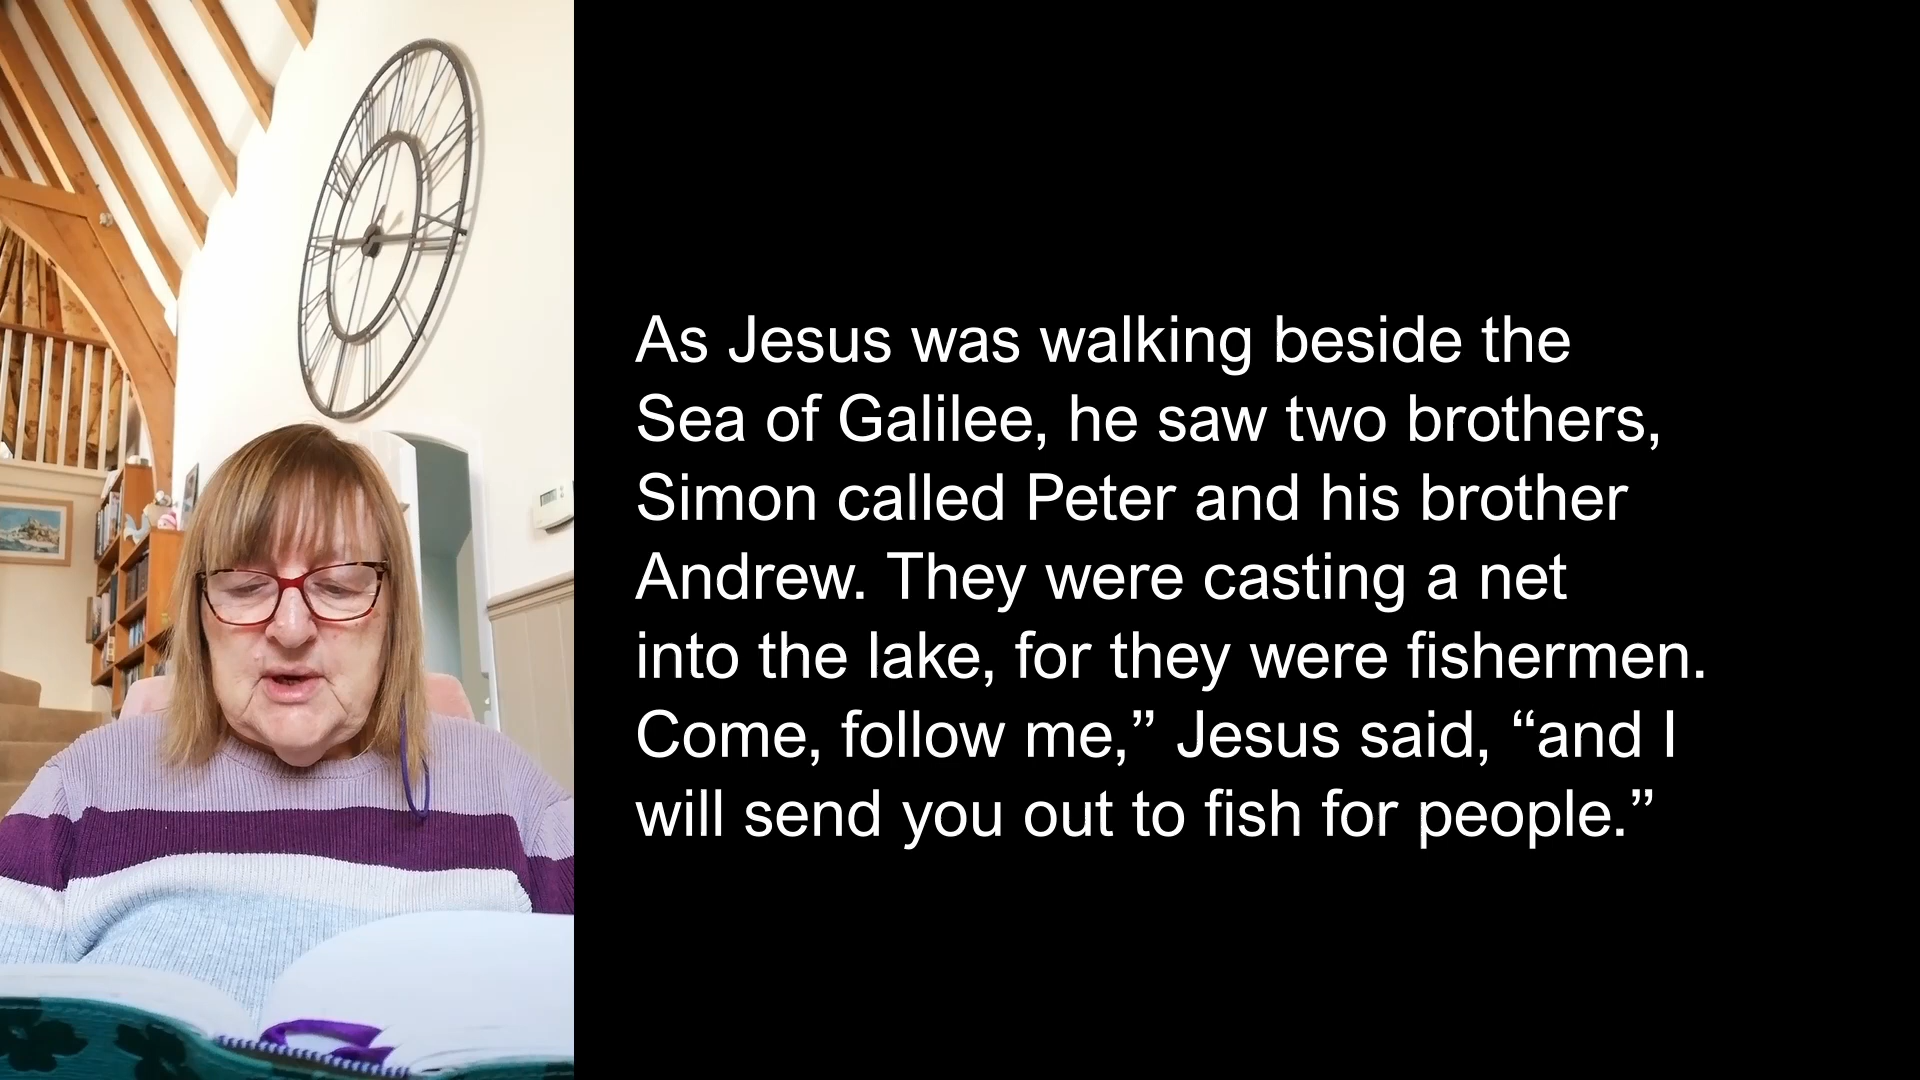 As Jesus was walking beside the
Sea of Galilee, he saw two brothers,
Simon called Peter and his brother
Andrew. They were casting a net
into the lake, for they were fishermen.
Come, follow me,” Jesus said, “and I
will send you out to fish for people.”